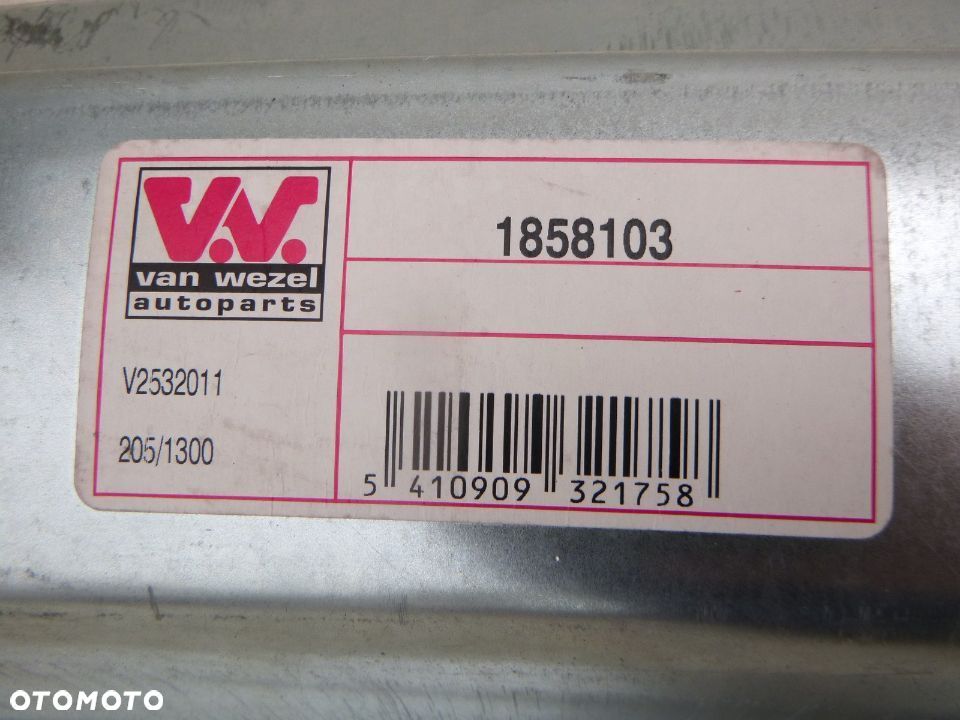 V.W.
van wezel
autoparts
1858103
V2532011
205/1300
5 410909 321758
OTOMOTO